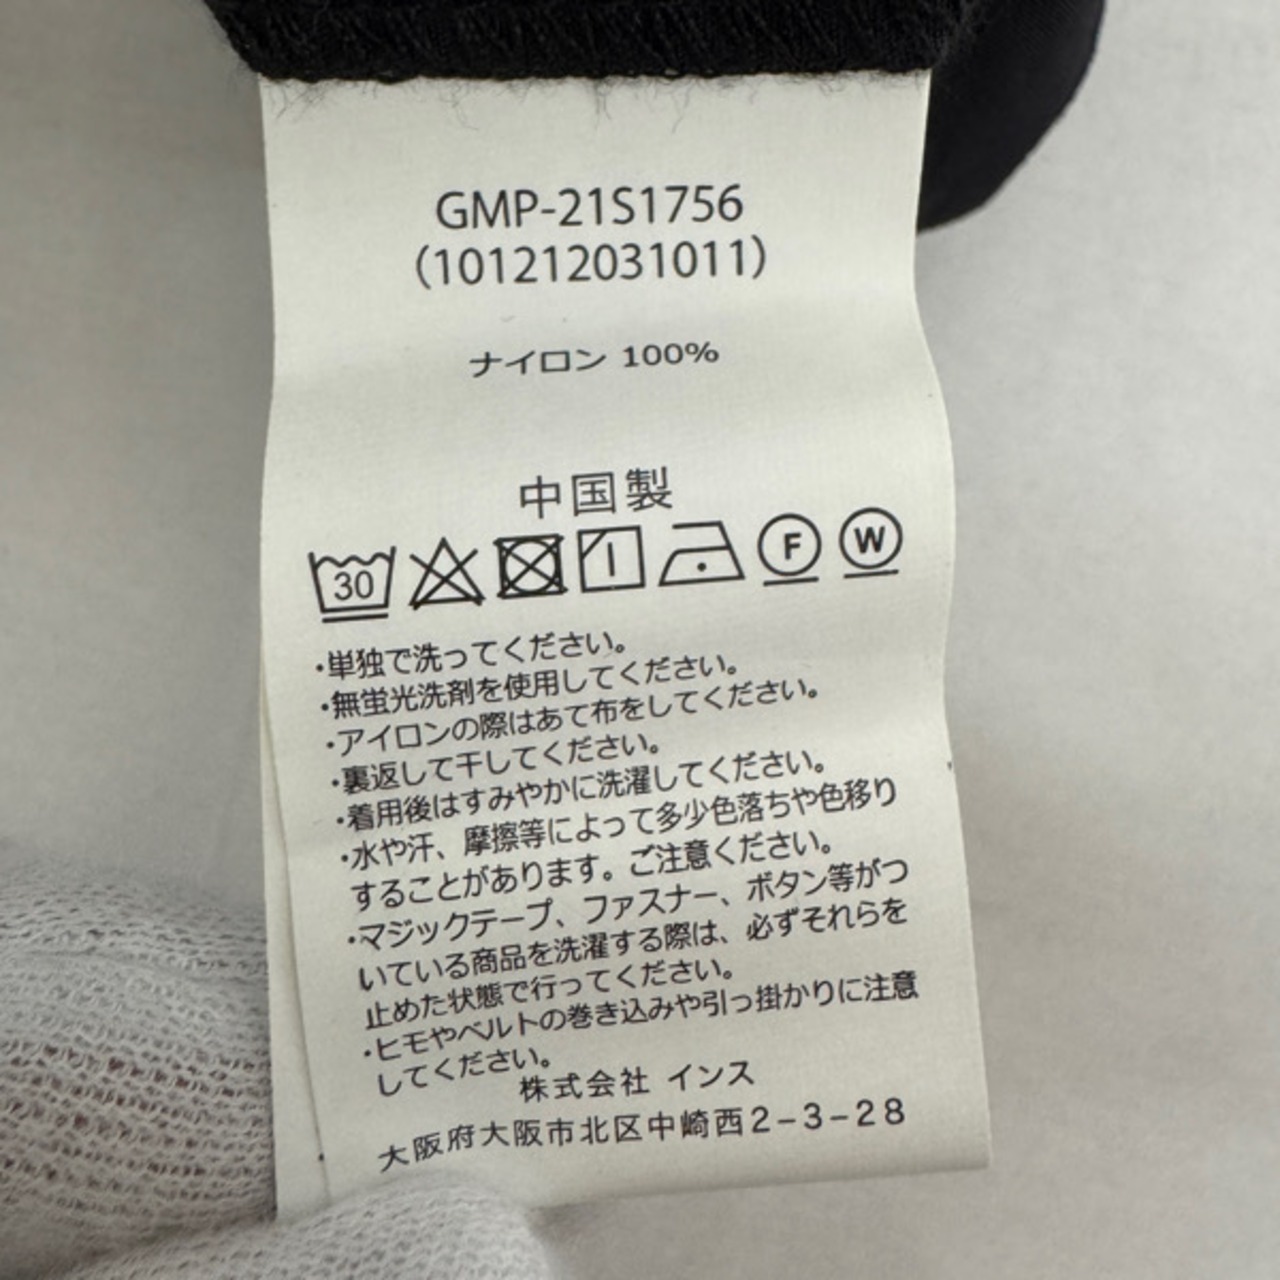 GMP-21S1756
(101212031011)
ナイロン 100%
中国製
30 F W
・単独で洗ってください。
・無蛍光洗剤を使用してください。
・アイロンの際はあて布をしてください。
・裏返して干してください。
・着用後はすみやかに洗濯してください。
・水や汗、摩擦等によって多少色落ちや色移り
することがあります。ご注意ください。
・マジックテープ、ファスナー、ボタン等がつ
いている商品を洗濯する際は、必ずそれらを
止めた状態で行ってください。
・ヒモやベルトの巻き込みや引っ掛かりに注意
してください。
株式会社 インス
大阪府大阪市北区中崎西2-3-28